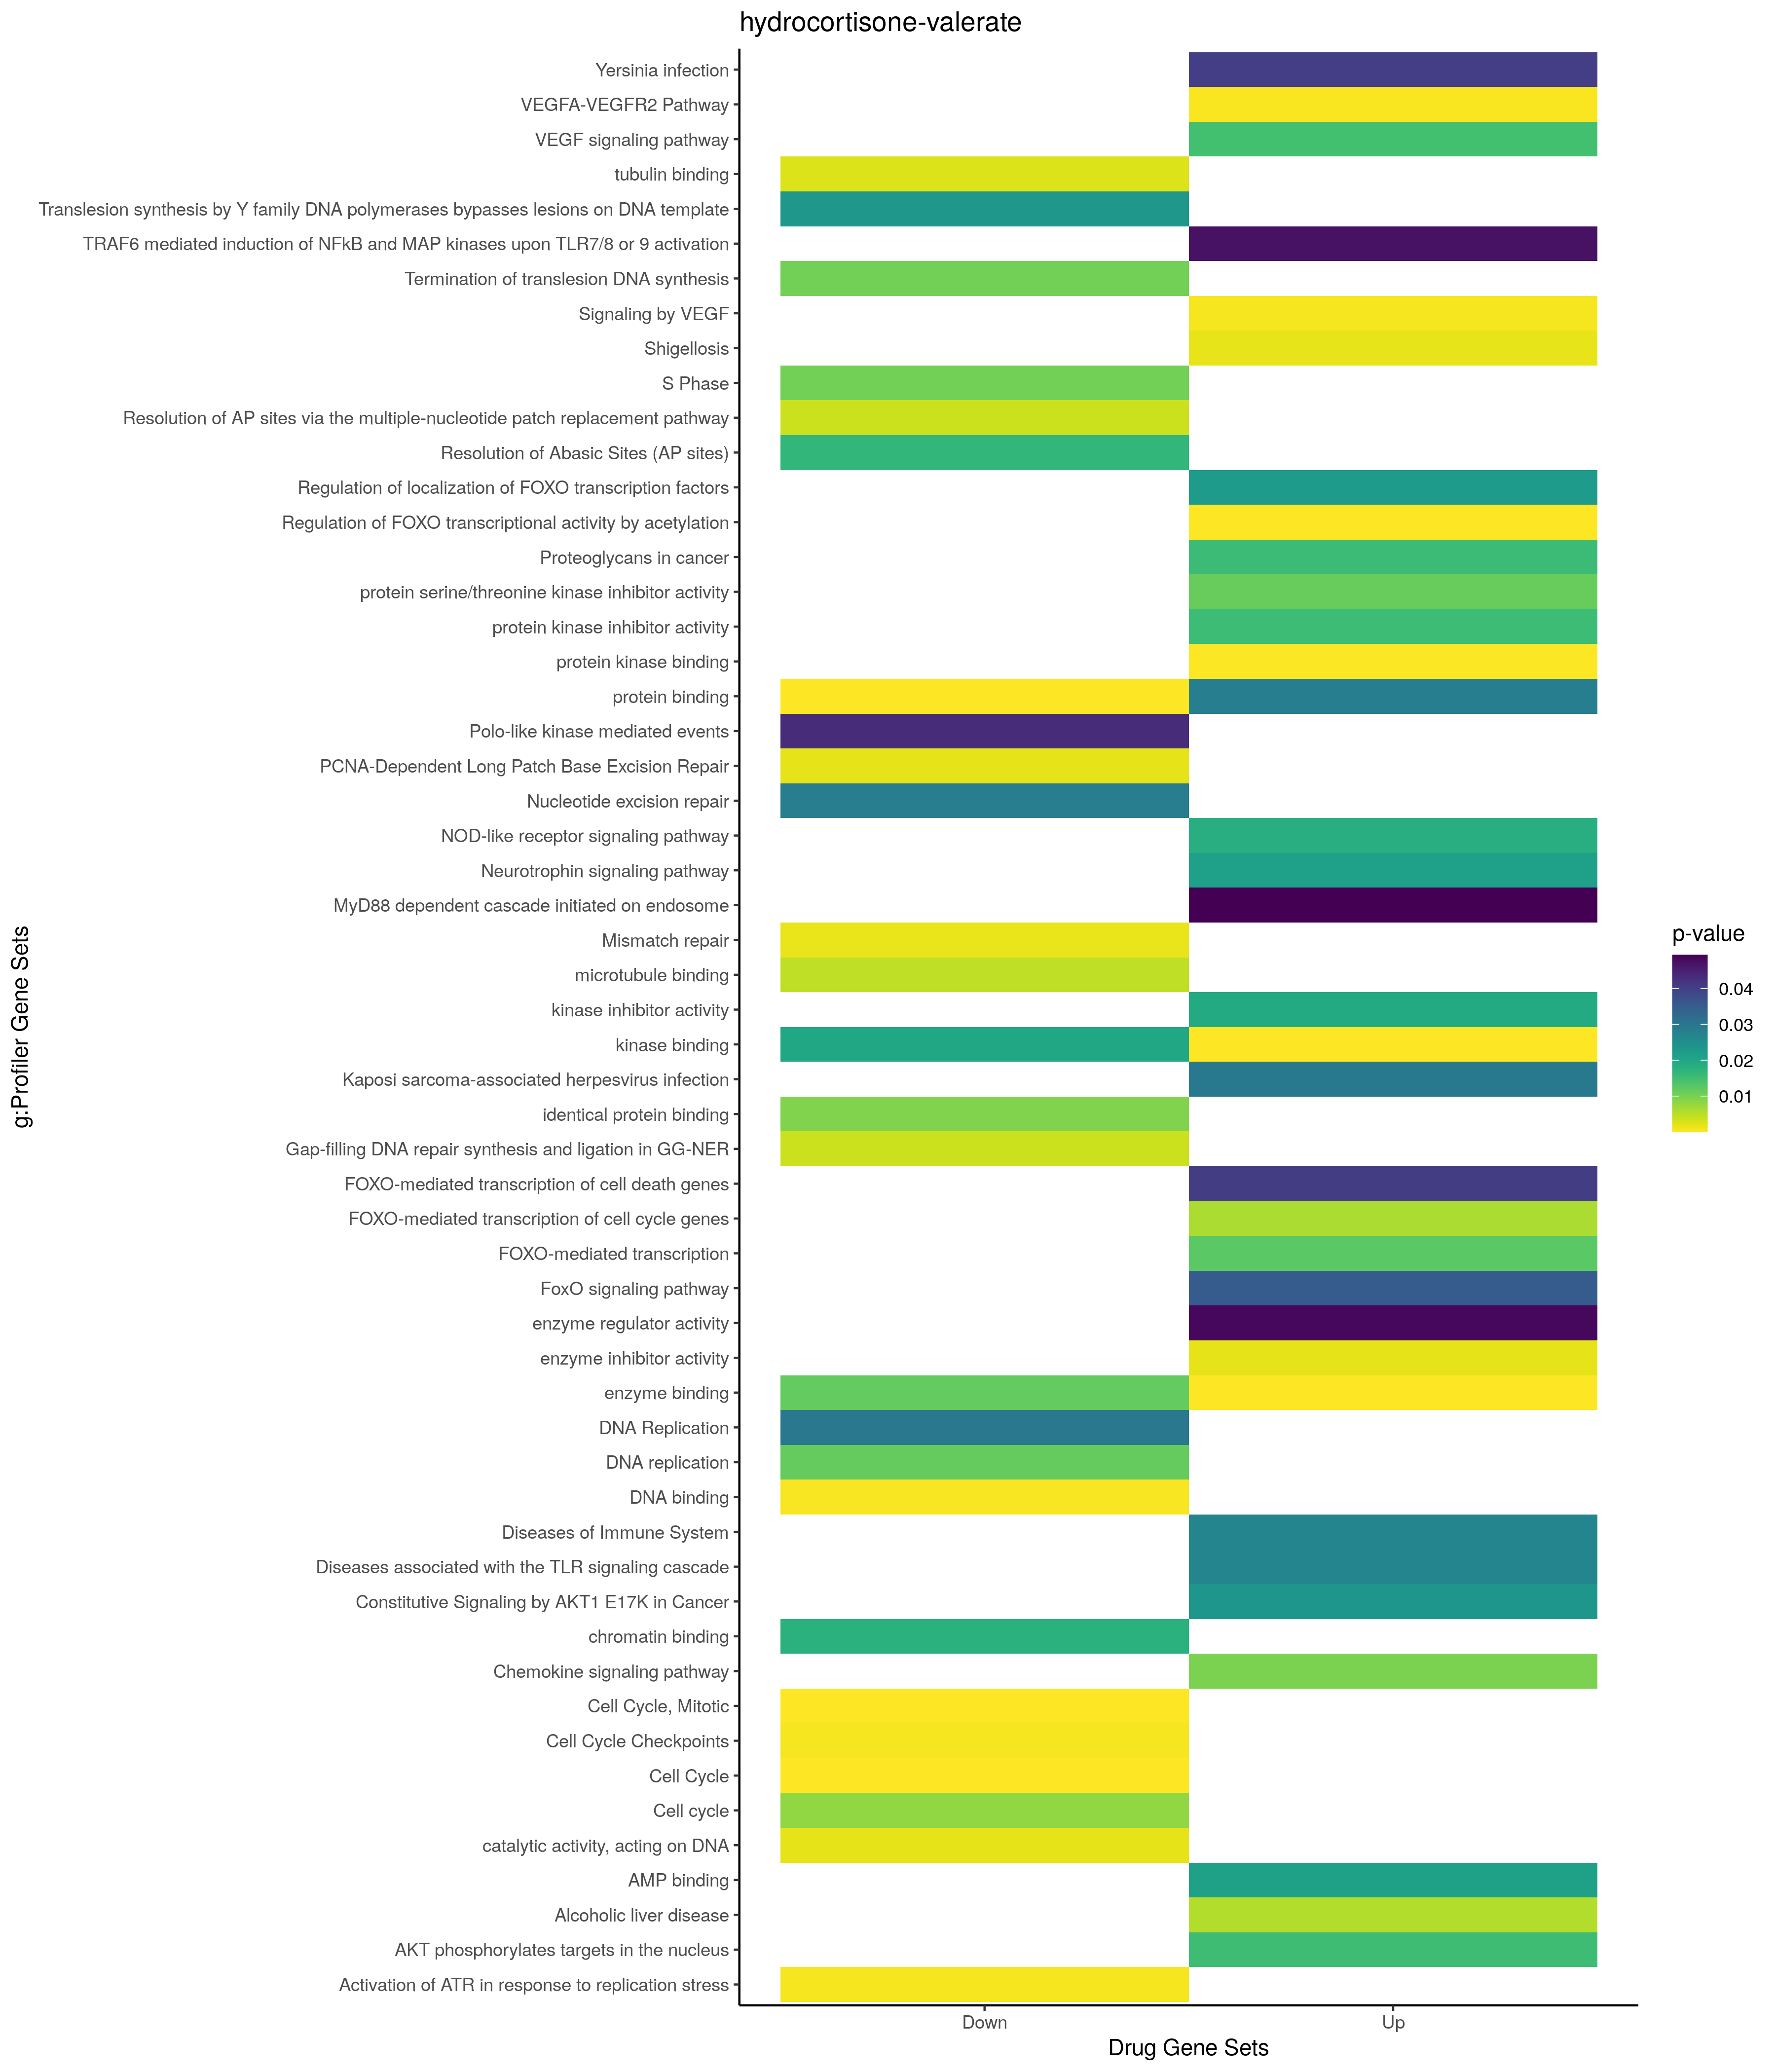 hydrocortisone-valerate
Yersinia infection
VEGFA-VEGFR2 Pathway
VEGF signaling pathway
tubulin binding
Translesion synthesis by Y family DNA polymerases bypasses lesions on DNA template
TRAF6 mediated induction of NFkB and MAP kinases upon TLR7/8 or 9 activation
Termination of translesion DNA synthesis
Signaling by VEGF
Shigellosis
S Phase
Resolution of AP sites via the multiple-nucleotide patch replacement pathway
Resolution of Abasic Sites (AP sites)
Regulation of localization of FOXO transcription factors
Regulation of FOXO transcriptional activity by acetylation
Proteoglycans in cancer
protein serine/threonine kinase inhibitor activity
protein kinase inhibitor activity
protein kinase binding
protein binding
Polo-like kinase mediated events
PCNA-Dependent Long Patch Base Excision Repair
Nucleotide excision repair
NOD-like receptor signaling pathway
Neurotrophin signaling pathway
MyD88 dependent cascade initiated on endosome
Mismatch repair
microtubule binding
kinase inhibitor activity
kinase binding
Kaposi sarcoma-associated herpesvirus infection
identical protein binding
Gap-filling DNA repair synthesis and ligation in GG-NER
FOXO-mediated transcription of cell death genes
FOXO-mediated transcription of cell cycle genes
FOXO-mediated transcription
FoxO signaling pathway
enzyme regulator activity
enzyme inhibitor activity
enzyme binding
DNA Replication
DNA replication
DNA binding
Diseases of Immune System
Diseases associated with the TLR signaling cascade
Constitutive Signaling by AKT1 E17K in Cancer
chromatin binding
Chemokine signaling pathway
Cell Cycle, Mitotic
Cell Cycle Checkpoints
Cell Cycle
Cell cycle
catalytic activity, acting on DNA
AMP binding
Alcoholic liver disease
AKT phosphorylates targets in the nucleus
Activation of ATR in response to replication stress
g:Profiler Gene Sets
Down
Up
Drug Gene Sets
p-value
0.04
0.03
0.02
0.01